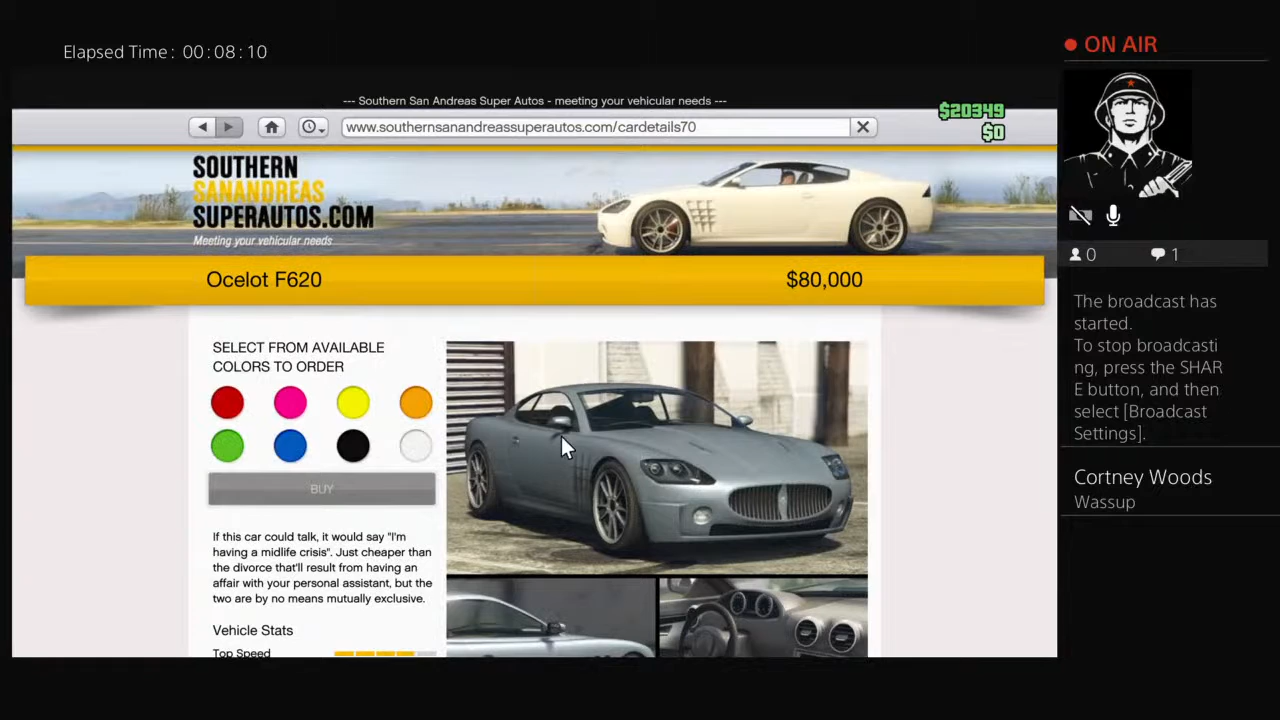 Elapsed Time: 00:08:10
ON AIR
--- Southern San Andreas Super Autos - meeting your vehicular needs ---
$20349
$0
www.southernsanandreassuperautos.com/cardetails70
SOUTHERN
SANANDREAS
SUPERAUTOS.COM
Meeting your vehicular needs
Ocelot F620
$80,000
SELECT FROM AVAILABLE
COLORS TO ORDER
BUY
If this car could talk, it would say "I'm
having a midlife crisis". Just cheaper than
the divorce that'll result from having an
affair with your personal assistant, but the
two are by no means mutually exclusive.
Vehicle Stats
Top Speed
0
1
The broadcast has
started.
To stop broadcasti
ng, press the SHAR
E button, and then
select [Broadcast
Settings].
Cortney Woods
Wassup